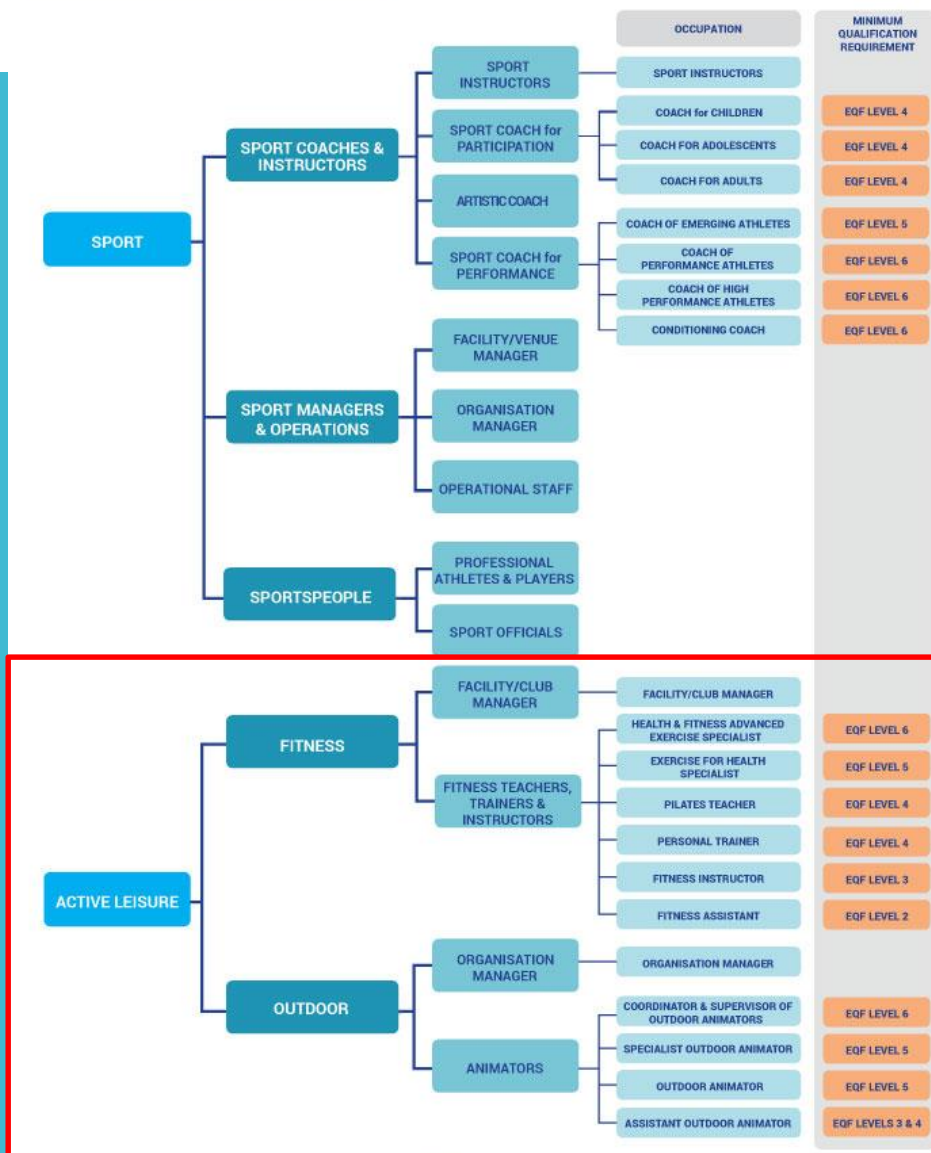 OCCUPATION
MINIMUM
QUALIFICATION
REQUIREMENT
SPORT
SPORT COACHES &
INSTRUCTORS
SPORT
INSTRUCTORS
SPORT INSTRUCTORS
SPORT COACH for
PARTICIPATION
COACH for CHILDREN
EQF LEVEL 4
COACH FOR ADOLESCENTS
EQF LEVEL 4
COACH FOR ADULTS
EQF LEVEL 4
ARTISTIC COACH
SPORT COACH for
PERFORMANCE
COACH OF EMERGING ATHLETES
EQF LEVEL 5
COACH OF
PERFORMANCE ATHLETES
EQF LEVEL 6
COACH OF HIGH
PERFORMANCE ATHLETES
EQF LEVEL 6
CONDITIONING COACH
EQF LEVEL 6
SPORT MANAGERS
& OPERATIONS
FACILITY/VENUE
MANAGER
ORGANISATION
MANAGER
OPERATIONAL STAFF
SPORTSPEOPLE
PROFESSIONAL
ATHLETES & PLAYERS
SPORT OFFICIALS
ACTIVE LEISURE
FITNESS
FACILITY/CLUB
MANAGER
FACILITY/CLUB MANAGER
FITNESS TEACHERS,
TRAINERS &
INSTRUCTORS
HEALTH & FITNESS ADVANCED
EXERCISE SPECIALIST
EQF LEVEL 6
EXERCISE FOR HEALTH
SPECIALIST
EQF LEVEL 5
PILATES TEACHER
EQF LEVEL 4
PERSONAL TRAINER
EQF LEVEL 4
FITNESS INSTRUCTOR
EQF LEVEL 3
FITNESS ASSISTANT
EQF LEVEL 2
OUTDOOR
ORGANISATION
MANAGER
ORGANISATION MANAGER
ANIMATORS
COORDINATOR & SUPERVISOR OF
OUTDOOR ANIMATORS
EQF LEVEL 6
SPECIALIST OUTDOOR ANIMATOR
EQF LEVEL 5
OUTDOOR ANIMATOR
EQF LEVEL 5
ASSISTANT OUTDOOR ANIMATOR
EQF LEVELS 3 & 4